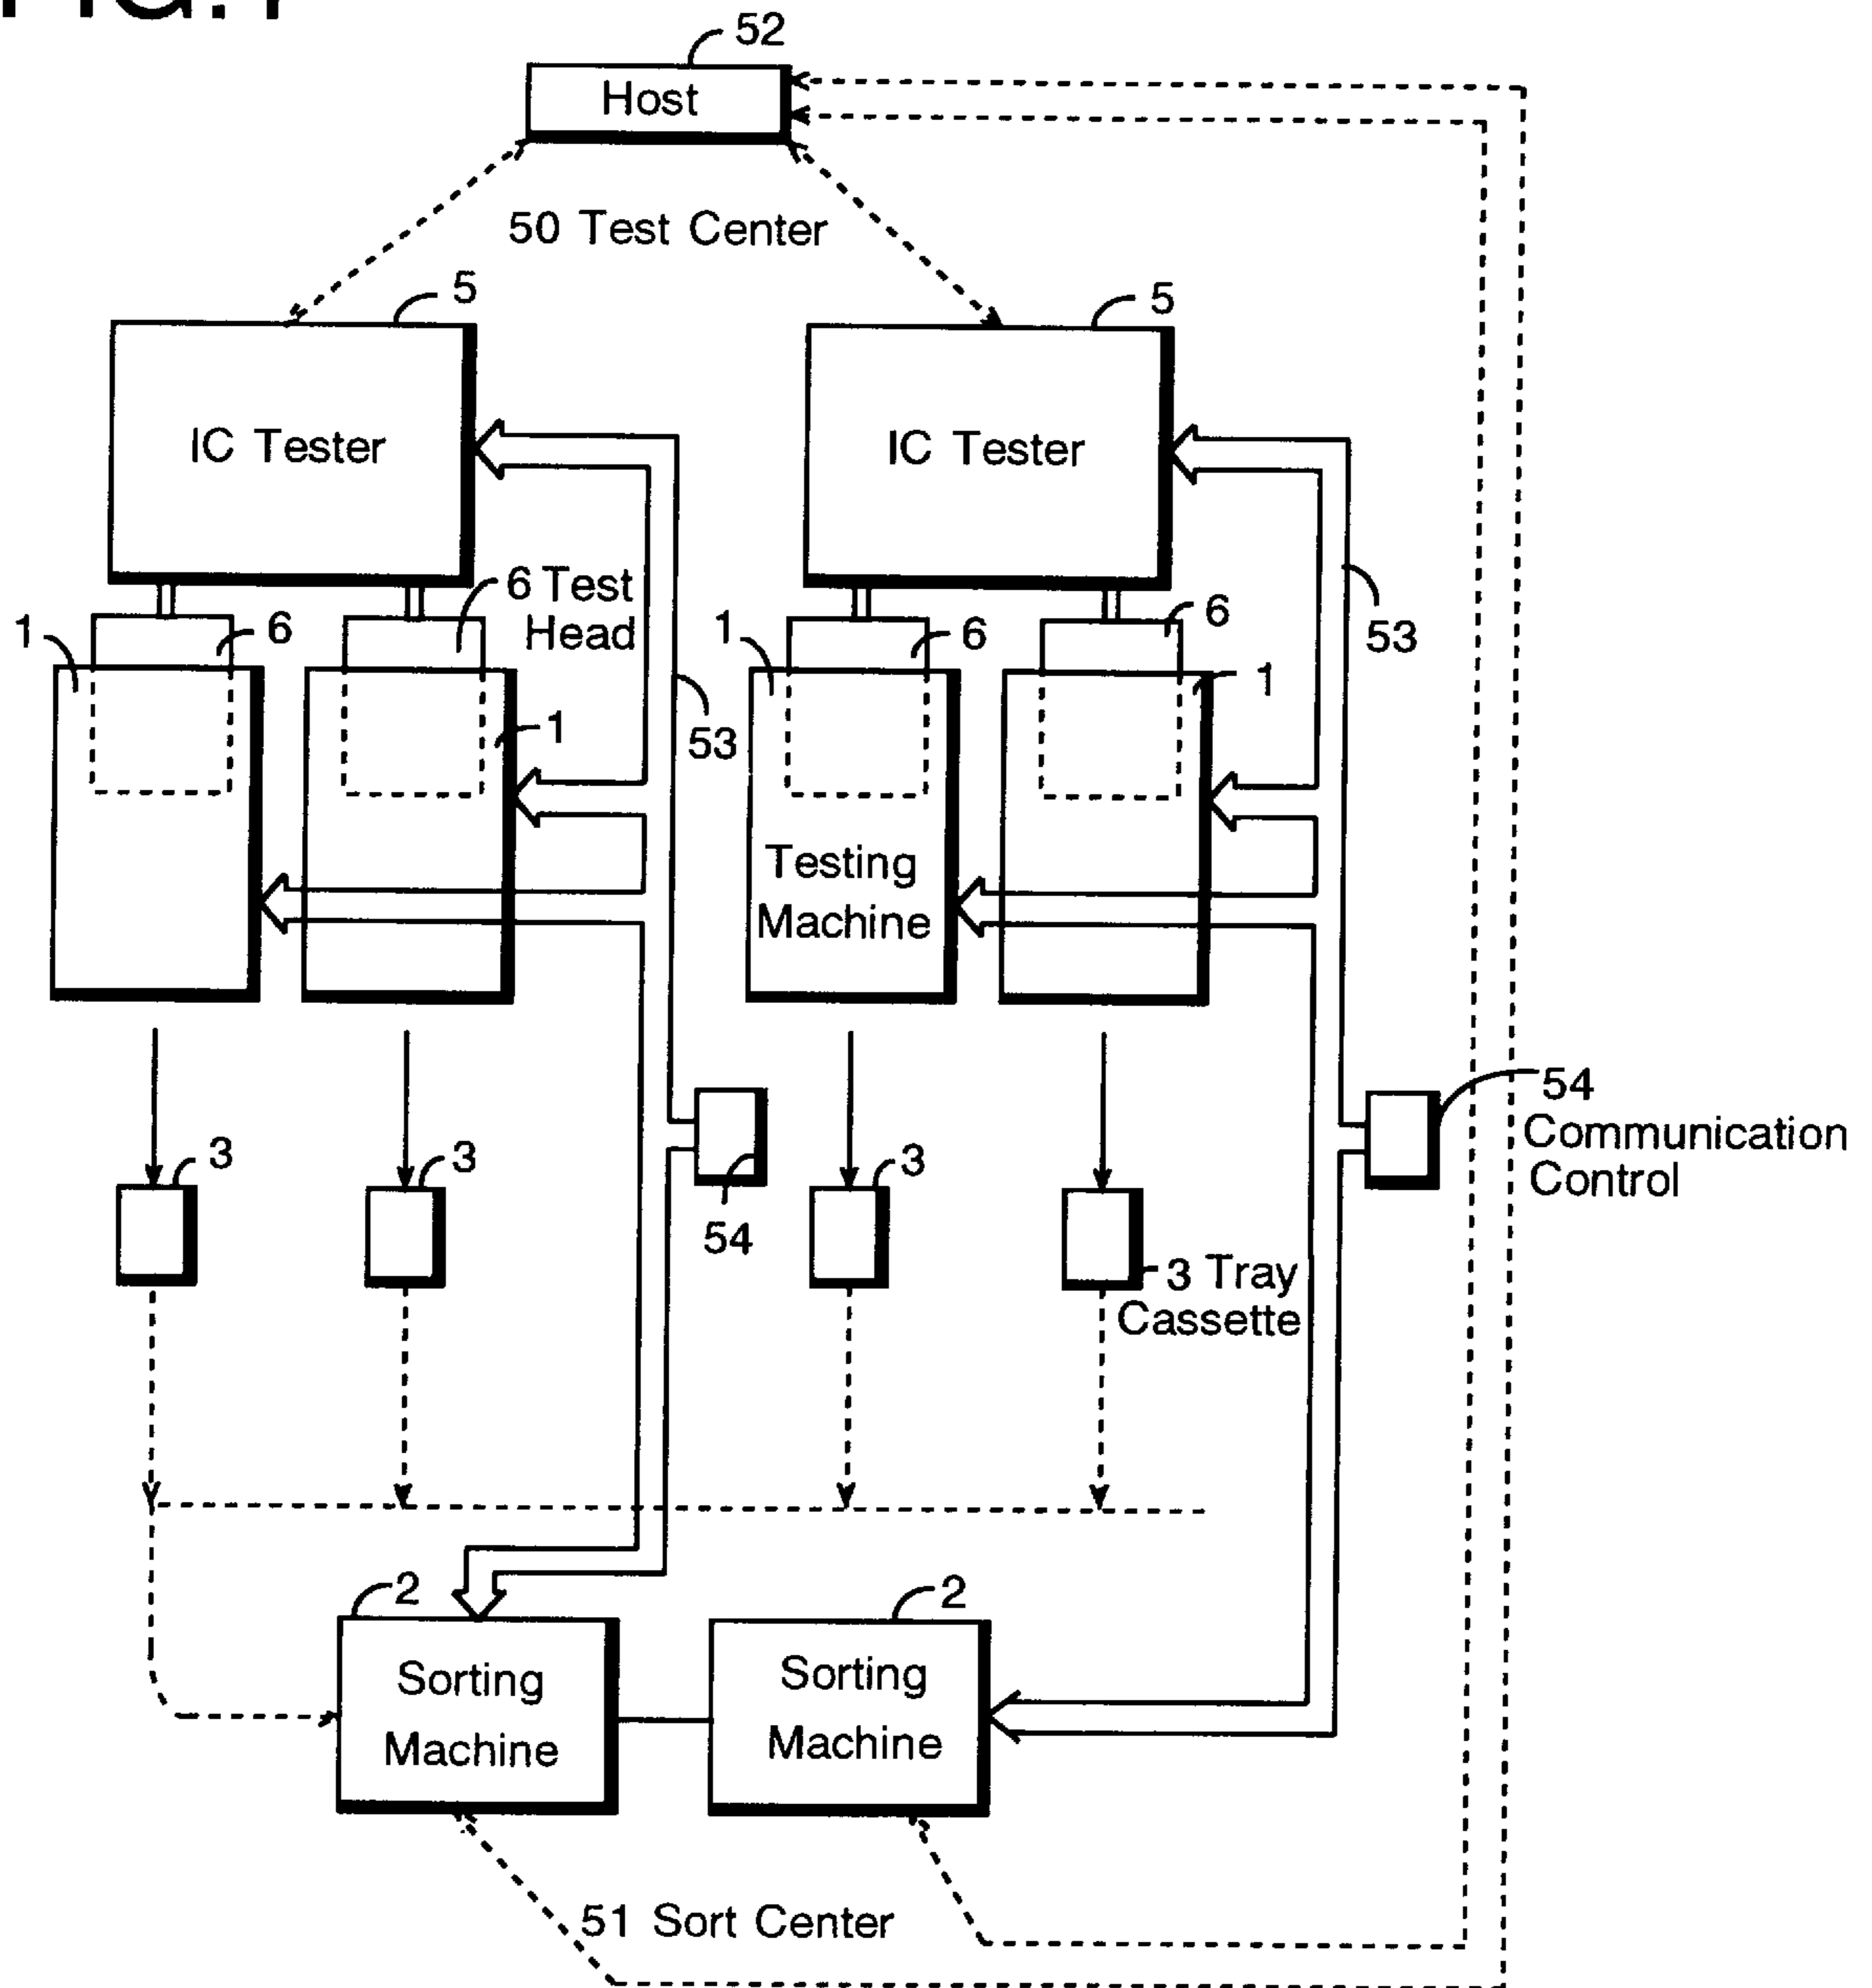 52
Host
50 Test Center
5
5
IC Tester
IC Tester
6 Test
Head
1
6
1
6
6
1
1
53
53
Testing
Machine
54
Communication
Control
3
3
3
54
3 Tray
Cassette
2
2
Sorting
Machine
Sorting
Machine
51 Sort Center